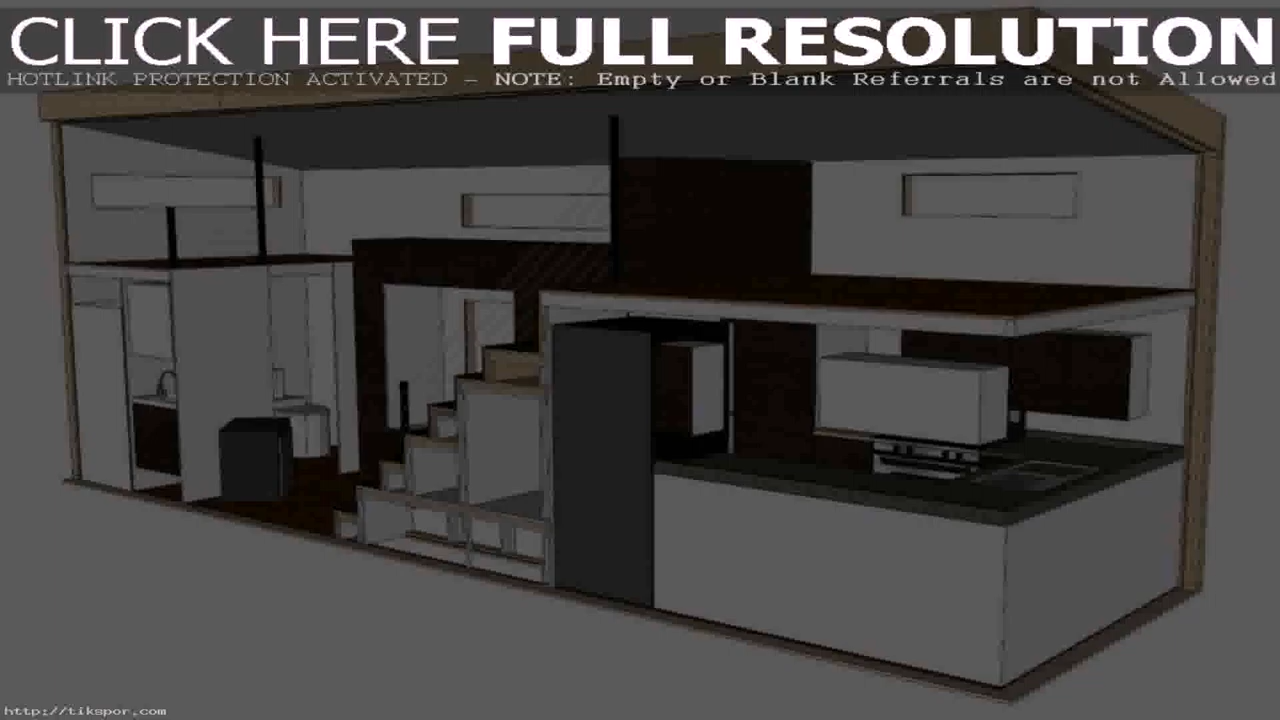 CLICK HERE FULL RESOLUTION
HOTLINK PROTECTION ACTIVATED – NOTE: Empty or Blank Referrals are not Allowed
http://tikspor.com